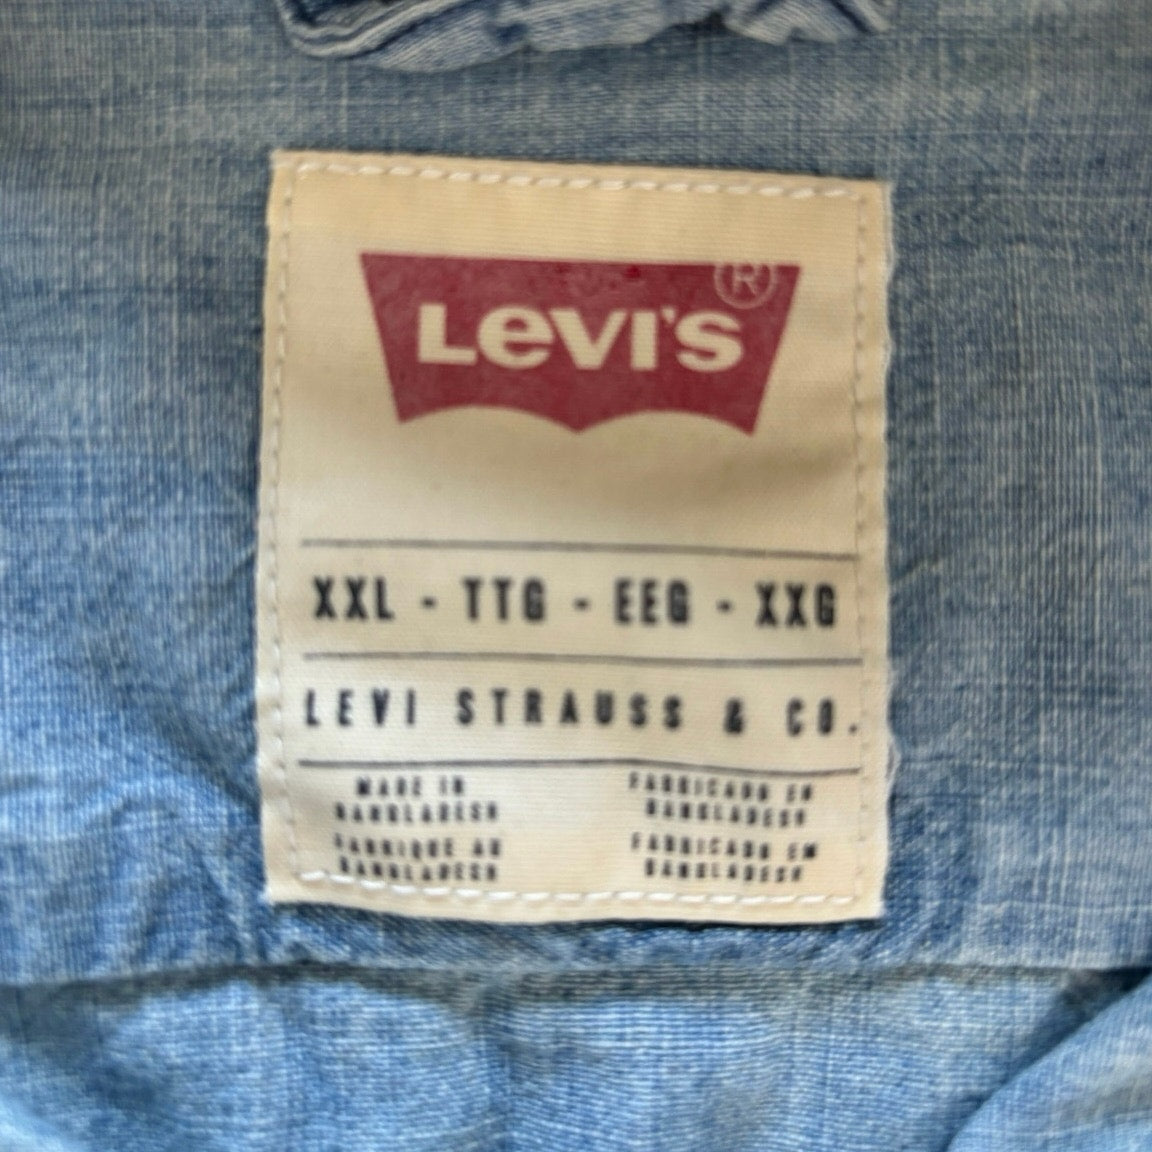 LEVI'S®
XXL - TTG - EEG - XXG
LEVI STRAUSS & CO.
MADE IN
BANGLADESH
FABRIQUE AU
BANGLADESH
FABRICADO EN
BANGLADESH
FABRICADO EM
BANGLADESH